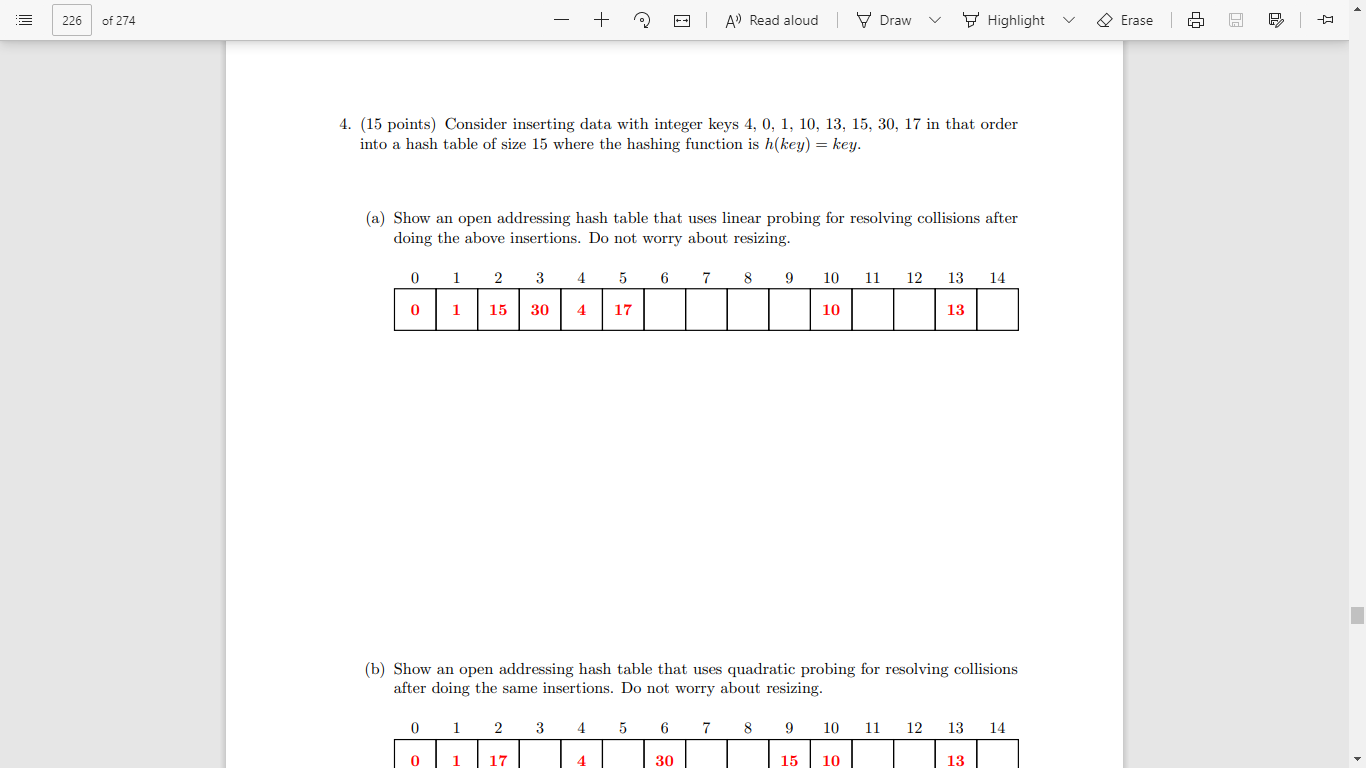 226 of 274 Read aloud Draw Highlight Erase
4. (15 points) Consider inserting data with integer keys 4, 0, 1, 10, 13, 15, 30, 17 in that order
into a hash table of size 15 where the hashing function is h(key) = key.
(a) Show an open addressing hash table that uses linear probing for resolving collisions after
doing the above insertions. Do not worry about resizing.
0 1 2 3 4 5 6 7 8 9 10 11 12 13 14
0 1 15 30 4 17 10 13
(b) Show an open addressing hash table that uses quadratic probing for resolving collisions
after doing the same insertions. Do not worry about resizing.
0 1 2 3 4 5 6 7 8 9 10 11 12 13 14
0 1 17 4 30 15 10 13